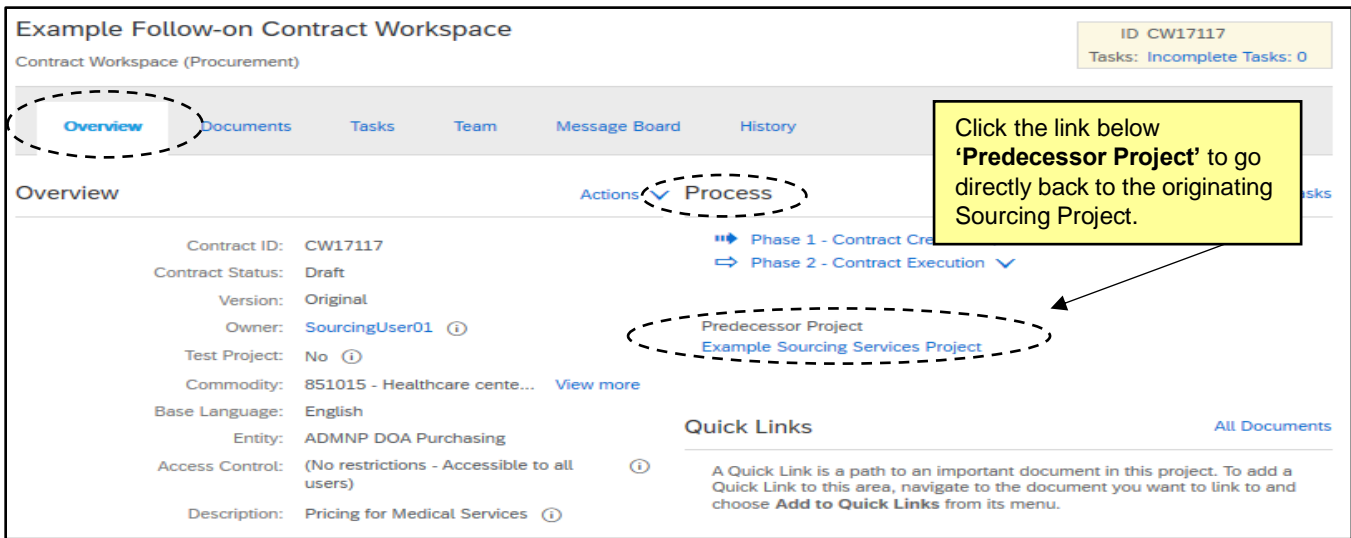 Example Follow-on Contract Workspace
Contract Workspace (Procurement)
ID CW17117
Tasks: Incomplete Tasks: 0
Overview Documents Tasks Team Message Board History
Click the link below
‘Predecessor Project’ to go
directly back to the originating
Sourcing Project.
Overview Actions
Contract ID: CW17117
Contract Status: Draft
Version: Original
Owner: SourcingUser01
Test Project: No
Commodity: 851015 - Healthcare cente... View more
Base Language: English
Entity: ADMNP DOA Purchasing
Access Control: (No restrictions - Accessible to all
users)
Description: Pricing for Medical Services
Process
Phase 1 - Contract Cre
Phase 2 - Contract Execution
Predecessor Project
Example Sourcing Services Project
Quick Links All Documents
A Quick Link is a path to an important document in this project. To add a
Quick Link to this area, navigate to the document you want to link to and
choose Add to Quick Links from its menu.